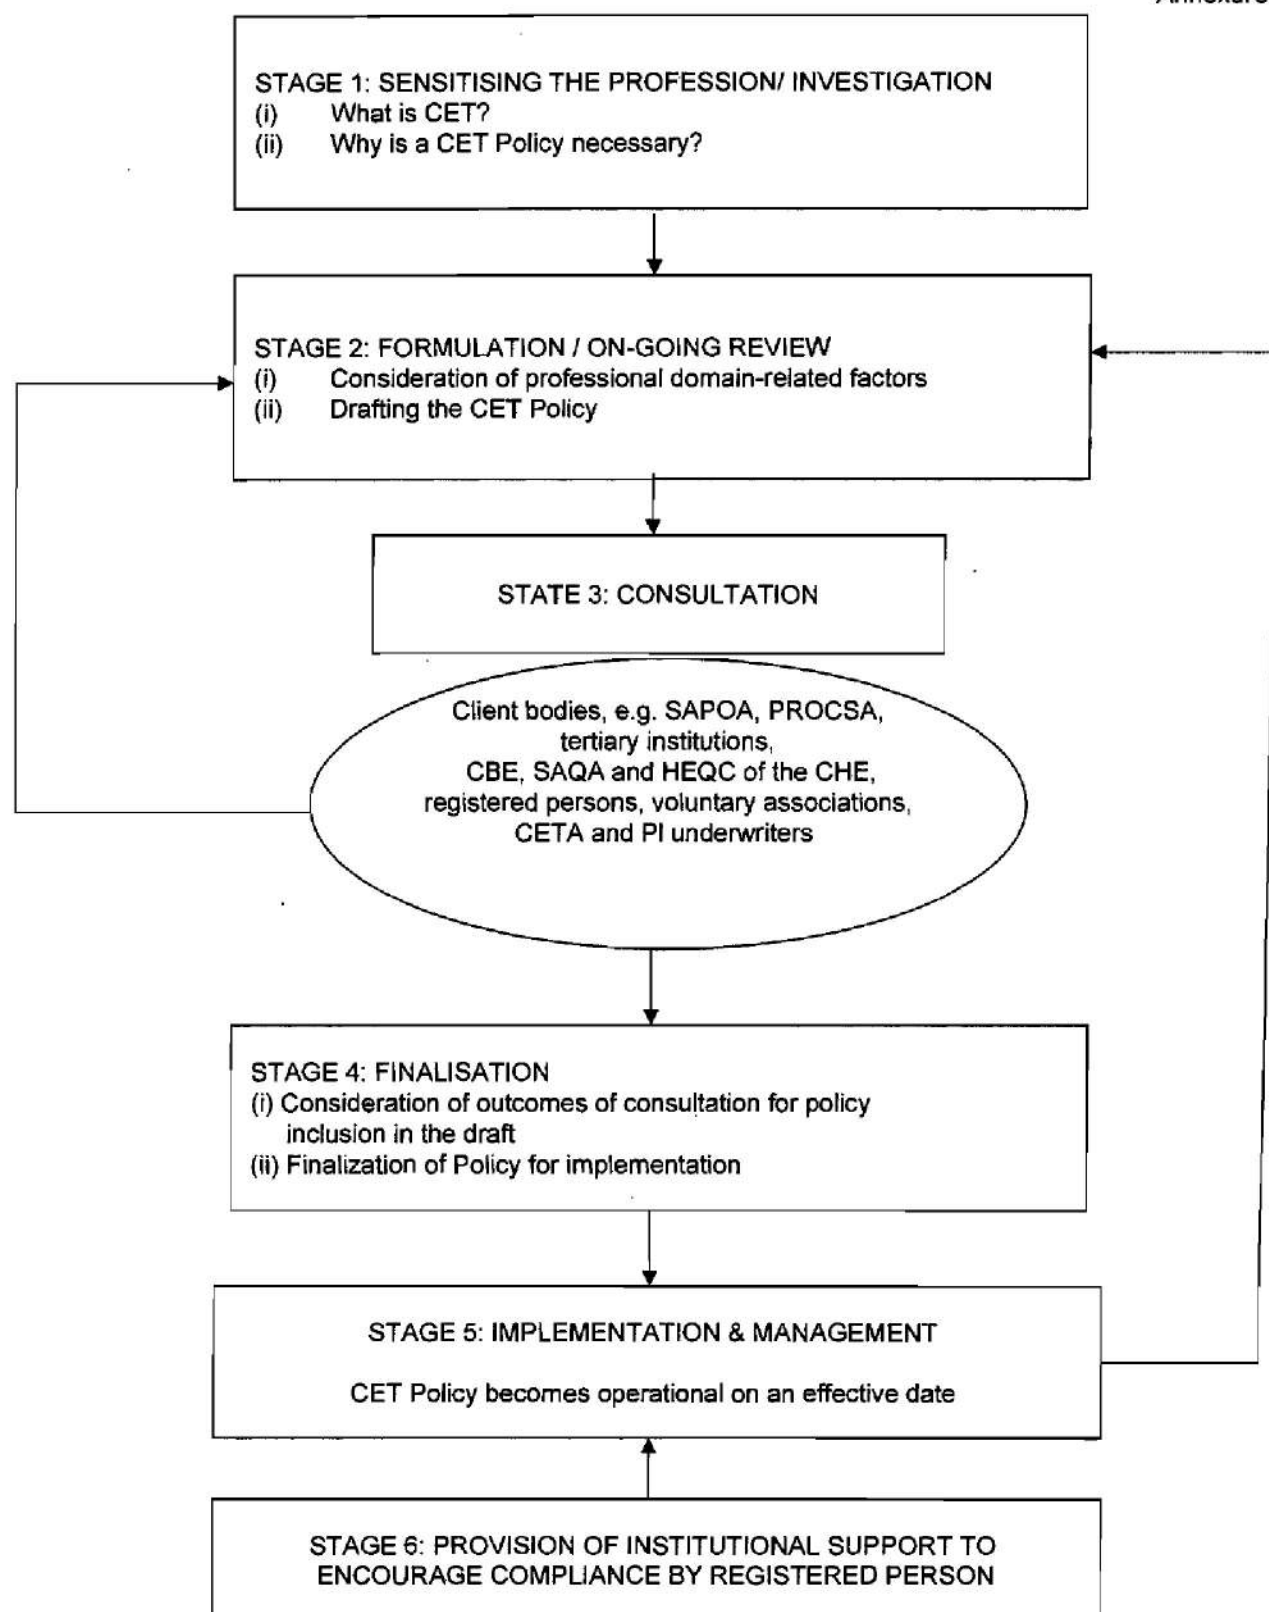 Annexure
STAGE 1: SENSITISING THE PROFESSION/ INVESTIGATION
(i) What is CET?
(ii) Why is a CET Policy necessary?
STAGE 2: FORMULATION / ON-GOING REVIEW
(i) Consideration of professional domain-related factors
(ii) Drafting the CET Policy
STATE 3: CONSULTATION
Client bodies, e.g. SAPOA, PROCSA,
tertiary institutions,
CBE, SAQA and HEQC of the CHE,
registered persons, voluntary associations,
CETA and PI underwriters
STAGE 4: FINALISATION
(i) Consideration of outcomes of consultation for policy
inclusion in the draft
(ii) Finalization of Policy for implementation
STAGE 5: IMPLEMENTATION & MANAGEMENT
CET Policy becomes operational on an effective date
STAGE 6: PROVISION OF INSTITUTIONAL SUPPORT TO
ENCOURAGE COMPLIANCE BY REGISTERED PERSON